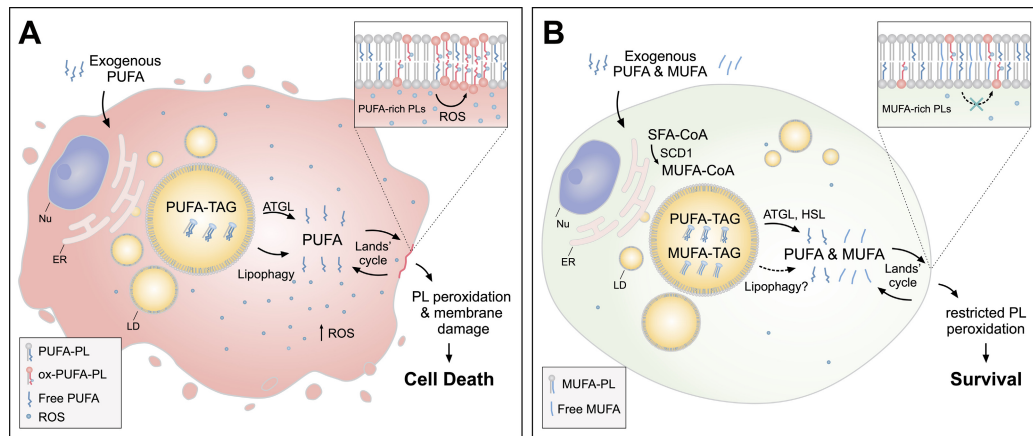 A
Exogenous
PUFA
PUFA-rich PLs
ROS
Nu
ER
LD
PUFA-TAG
ATGL
PUFA
Lipophagy
Lands'
cycle
ROS
PL peroxidation
& membrane
damage
Cell Death
PUFA-PL
ox-PUFA-PL
Free PUFA
ROS
B
Exogenous
PUFA & MUFA
MUFA-rich PLs
SFA-CoA
SCD1
MUFA-CoA
Nu
ER
LD
PUFA-TAG
MUFA-TAG
ATGL, HSL
PUFA & MUFA
Lipophagy?
Lands'
cycle
restricted PL
peroxidation
Survival
MUFA-PL
Free MUFA